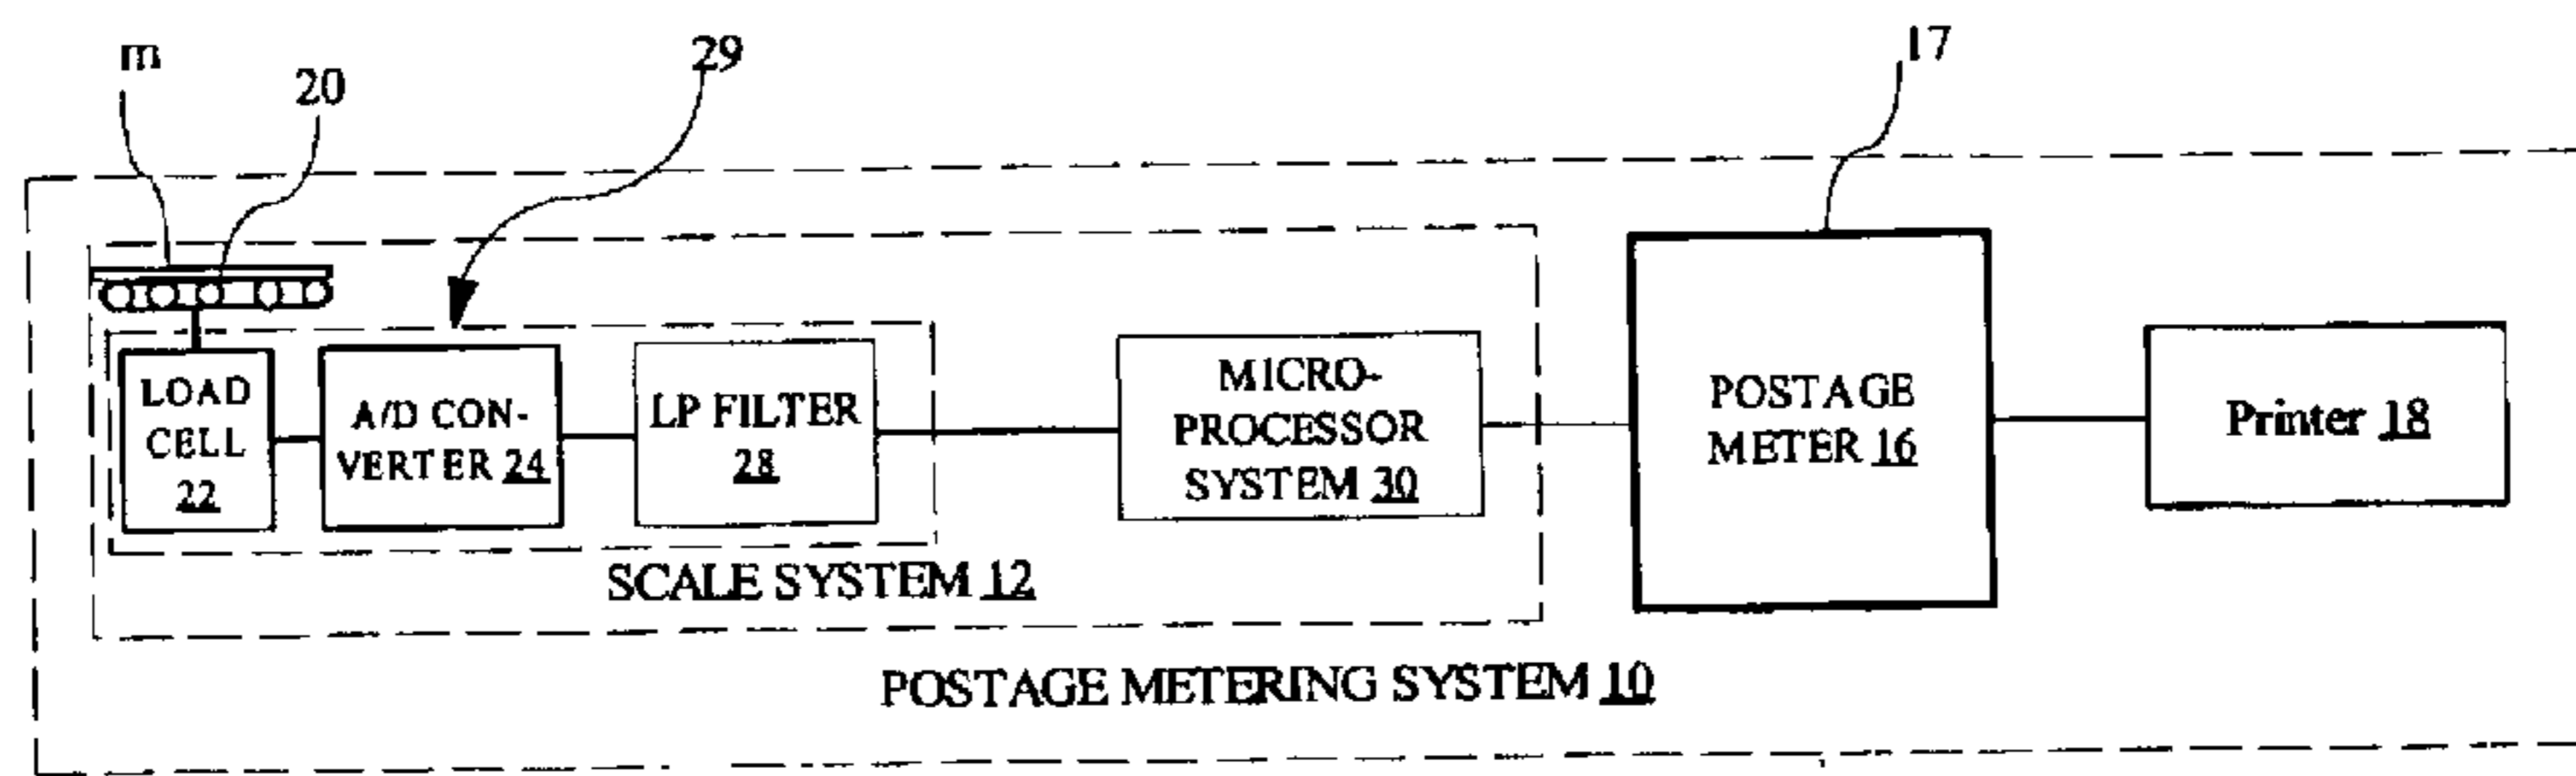 m
20
29
17
LOAD
CELL
22
A/D CON-
VERTER 24
LP FILTER
28
MICRO-
PROCESSOR
SYSTEM 30
POSTAGE
METER 16
Printer 18
SCALE SYSTEM 12
POSTAGE METERING SYSTEM 10